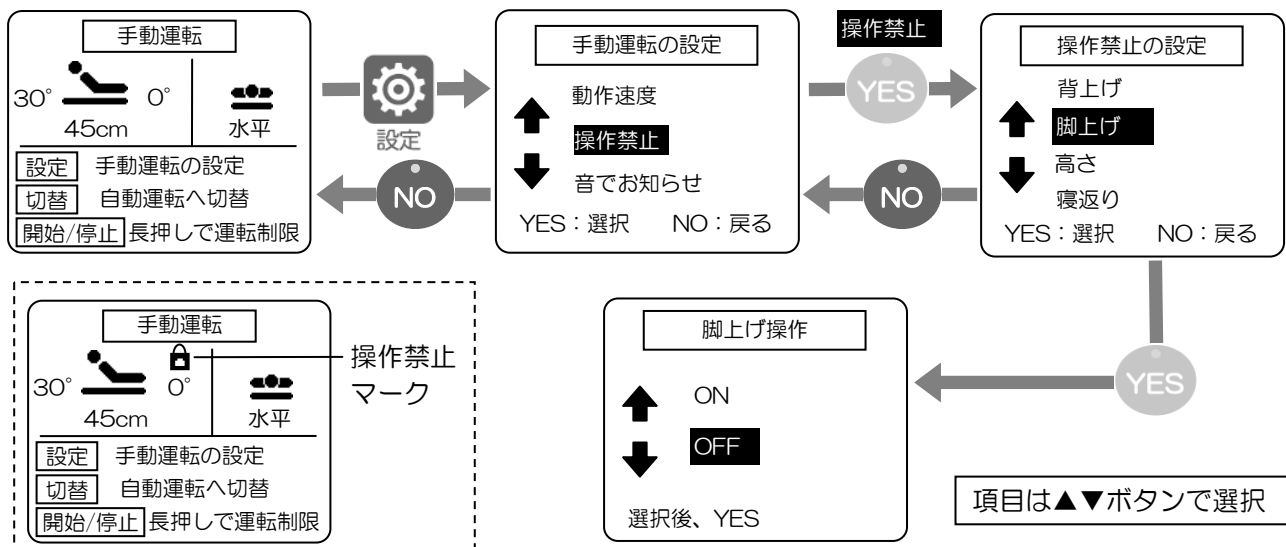 手動運転
30° 0°
45cm 水平
設定 手動運転の設定
切替 自動運転へ切替
開始/停止 長押しで運転制限
設定
NO
手動運転の設定
動作速度
操作禁止
音でお知らせ
YES：選択 NO：戻る
操作禁止
YES
NO
操作禁止の設定
背上げ
脚上げ
高さ
寝返り
YES：選択 NO：戻る
YES
手動運転
30° 0°
45cm 水平
設定 手動運転の設定
切替 自動運転へ切替
開始/停止 長押しで運転制限
操作禁止
マーク
脚上げ操作
ON
OFF
選択後、YES
項目は▲▼ボタンで選択